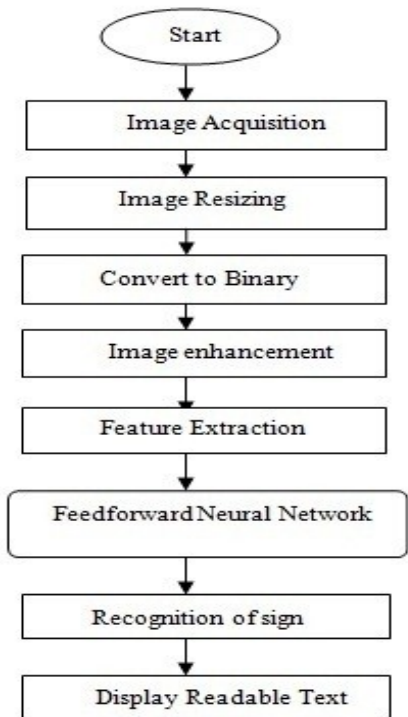 Start
Image Acquisition
Image Resizing
Convert to Binary
Image enhancement
Feature Extraction
Feedforward Neural Network
Recognition of sign
Display Readable Text